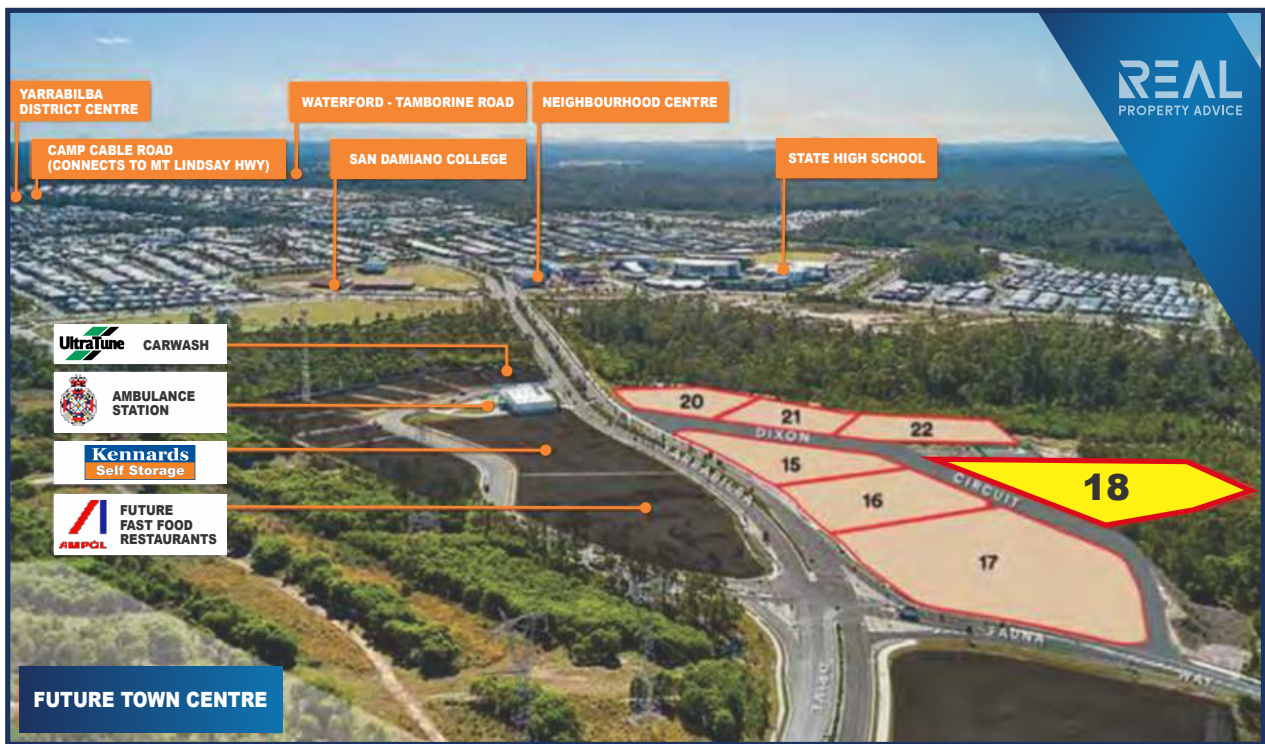 REAL
PROPERTY ADVICE
YARRABILBA
DISTRICT CENTRE
WATERFORD - TAMBORINE ROAD
NEIGHBOURHOOD CENTRE
CAMP CABLE ROAD
(CONNECTS TO MT LINDSAY HWY)
SAN DAMIANO COLLEGE
STATE HIGH SCHOOL
UltraTune
CARWASH
AMBULANCE
STATION
Kennards
Self Storage
AMPOL
FUTURE
FAST FOOD
RESTAURANTS
20
21
22
DIXON
CIRCUIT
15
16
17
18
YARRABILBA
DRIVE
FAUNA
WAY
FUTURE TOWN CENTRE